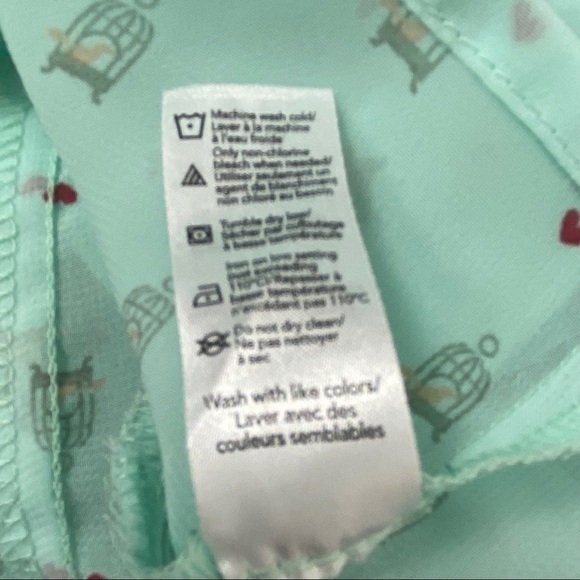 Machine wash cold/
Laver à la machine
à l'eau froide
Only non-chlorine
bleach when needed/
Utiliser seulement un
agent de blanchiment
non chloré au besoin
Tumble dry low/
Sécher par culbutage
à basse température
Iron on low setting
not exceeding
110°C/Repasser à
basse température
n'excédant pas 110°C
Do not dry clean/
Ne pas nettoyer
à sec
Wash with like colors/
Laver avec des
couleurs semblables